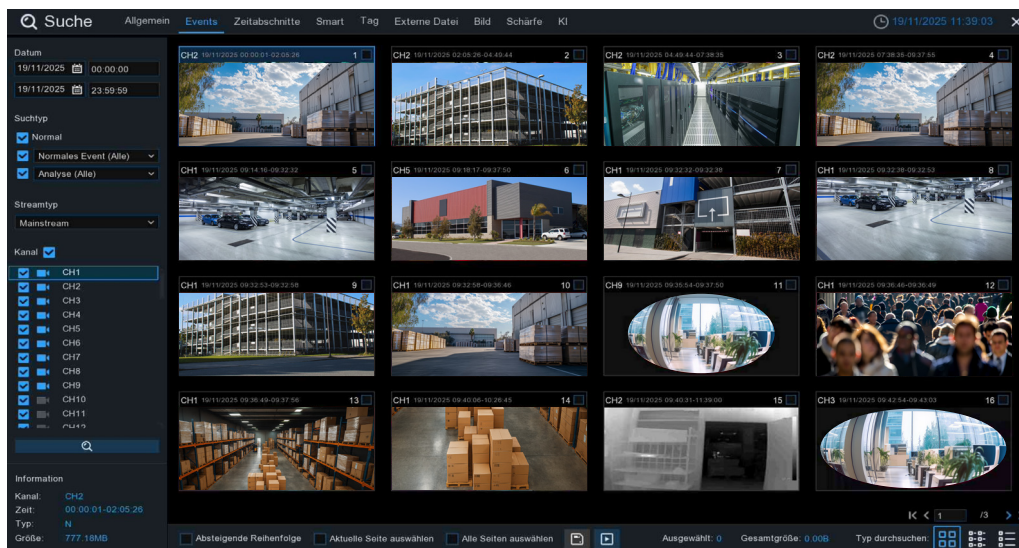 Suche Allgemein Events Zeitabschnitte Smart Tag Externe Datei Bild Schärfe KI 19/11/2025 11:39:03
Datum
19/11/2025 00:00:00
19/11/2025 23:59:59
Suchtyp
Normal
Normales Event (Alle)
Analyse (Alle)
Streamtyp
Mainstream
Kanal
CH1
CH2
CH3
CH4
CH5
CH6
CH7
CH8
CH9
CH10
CH11
CH12
Information
Kanal: CH2
Zeit: 00:00:01-02:05:26
Typ: N
Größe: 777.18MB
CH2 19/11/2025 00:00:01-02:05:26 1
CH2 19/11/2025 02:05:26-04:49:44 2
CH2 19/11/2025 04:49:44-07:38:35 3
CH2 19/11/2025 07:38:35-09:37:55 4
CH1 19/11/2025 09:14:16-09:32:32 5
CH5 19/11/2025 09:18:17-09:37:50 6
CH1 19/11/2025 09:32:32-09:32:38 7
CH1 19/11/2025 09:32:38-09:32:53 8
CH1 19/11/2025 09:32:53-09:32:58 9
CH1 19/11/2025 09:32:58-09:36:46 10
CH9 19/11/2025 09:35:54-09:37:50 11
CH1 19/11/2025 09:36:46-09:36:49 12
CH1 19/11/2025 09:36:49-09:37:56 13
CH1 19/11/2025 09:40:06-10:26:45 14
CH2 19/11/2025 09:40:31-11:39:00 15
CH3 19/11/2025 09:42:54-09:43:03 16
1 /3
Absteigende Reihenfolge Aktuelle Seite auswählen Alle Seiten auswählen Ausgewählt: 0 Gesamtgröße: 0.00B Typ durchsuchen: